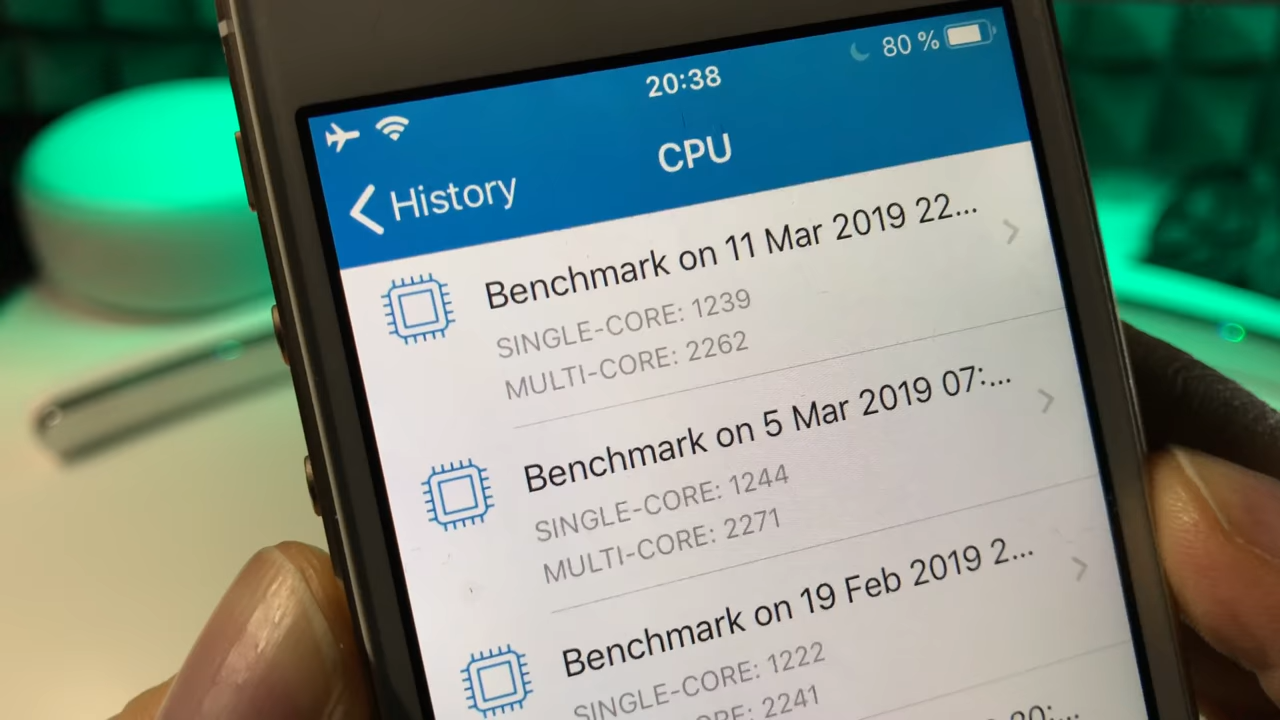 80 %
20:38
CPU
History
Benchmark on 11 Mar 2019 22...
SINGLE-CORE: 1239
MULTI-CORE: 2262
Benchmark on 5 Mar 2019 07:...
SINGLE-CORE: 1244
MULTI-CORE: 2271
Benchmark on 19 Feb 2019 2...
SINGLE-CORE: 1222
2241